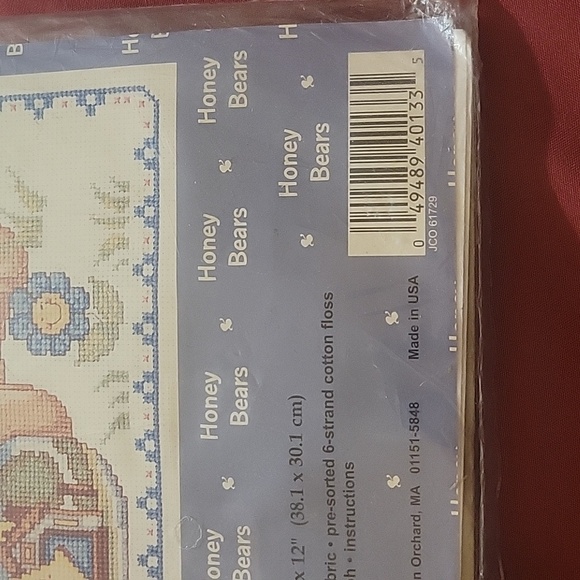 B
Honey
Bears
Honey
Bears
Honey
Bears
oney
Bears
H
Honey
Bears
x 12" (38.1 x 30.1 cm)
bric • pre-sorted 6-strand cotton floss
h • instructions
n Orchard, MA 01151-5848 Made in USA
0 49489 40133 5
JCO 61729